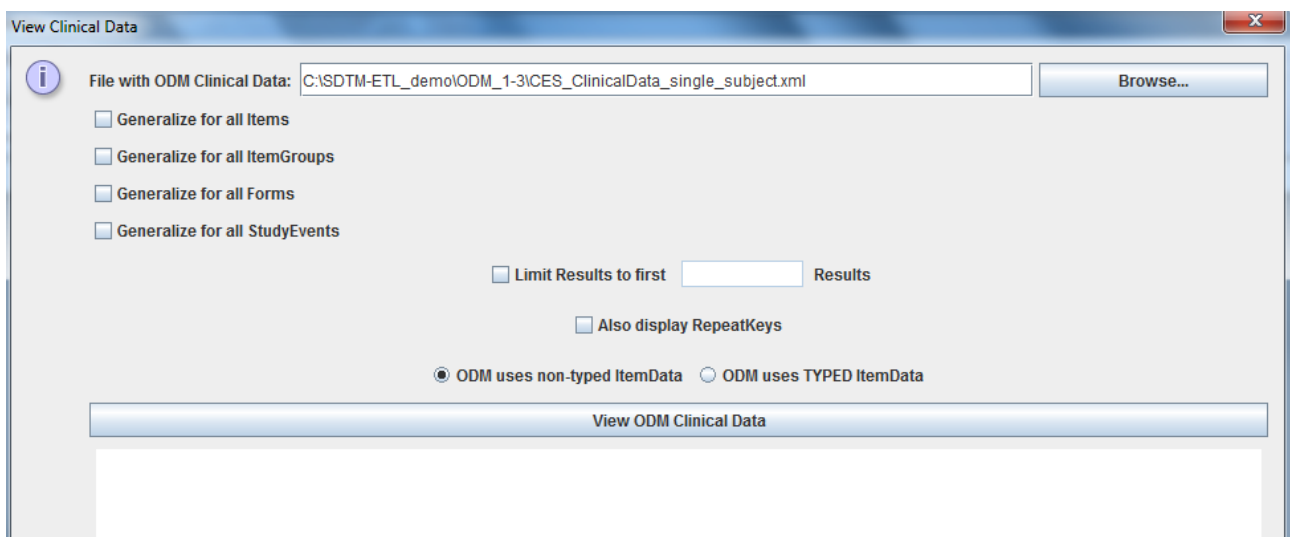 View Clinical Data
File with ODM Clinical Data: C:\SDTM-ETL_demo\ODM_1-3\CES_ClinicalData_single_subject.xml Browse...
Generalize for all Items
Generalize for all ItemGroups
Generalize for all Forms
Generalize for all StudyEvents
Limit Results to first Results
Also display RepeatKeys
ODM uses non-typed ItemData ODM uses TYPED ItemData
View ODM Clinical Data